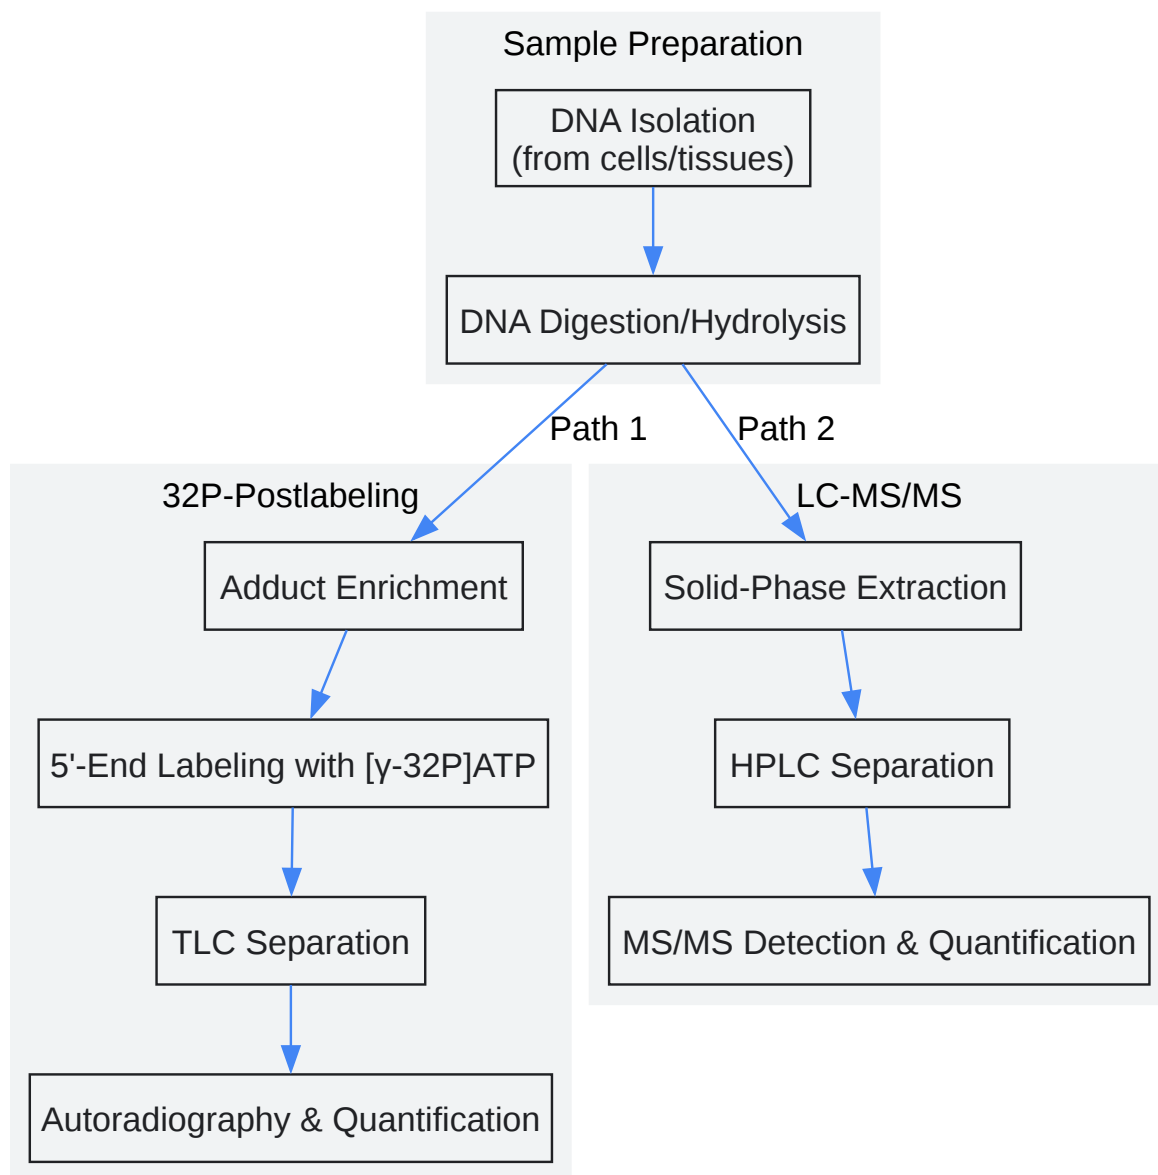 Sample Preparation
DNA Isolation
(from cells/tissues)
DNA Digestion/Hydrolysis
Path 1
Path 2
32P-Postlabeling
Adduct Enrichment
5'-End Labeling with [γ-32P]ATP
TLC Separation
Autoradiography & Quantification
LC-MS/MS
Solid-Phase Extraction
HPLC Separation
MS/MS Detection & Quantification